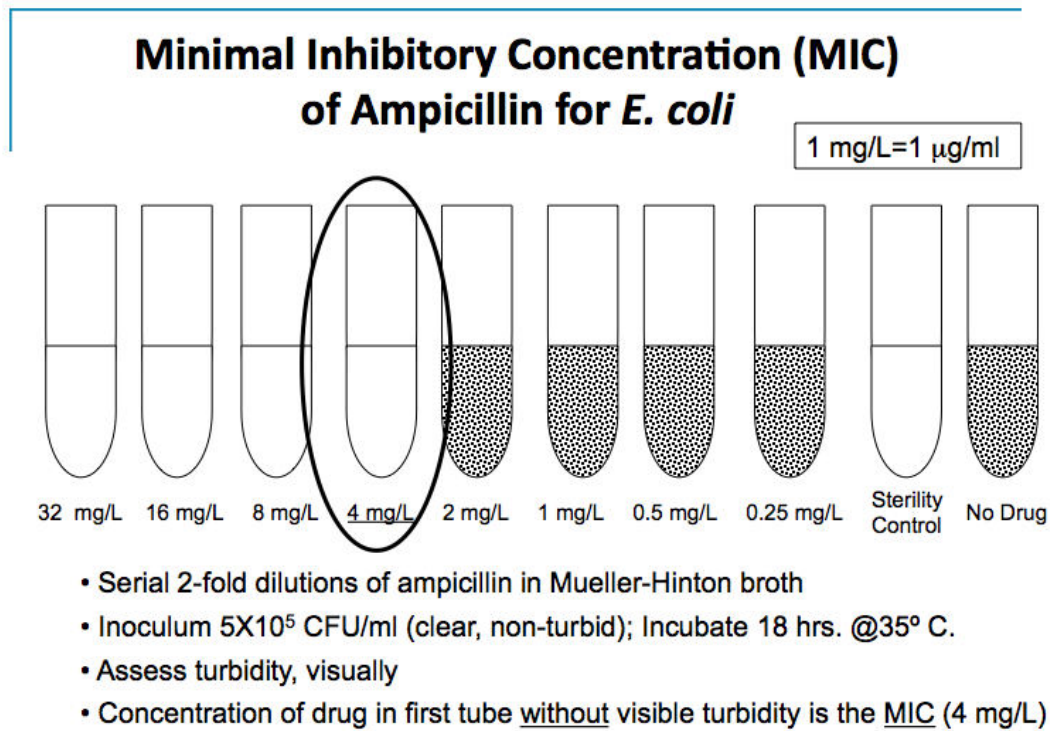 Minimal Inhibitory Concentration (MIC)
of Ampicillin for E. coli
1 mg/L=1 μg/ml
32 mg/L 16 mg/L 8 mg/L 4 mg/L 2 mg/L 1 mg/L 0.5 mg/L 0.25 mg/L Sterility Control No Drug
• Serial 2-fold dilutions of ampicillin in Mueller-Hinton broth
• Inoculum 5X10⁵ CFU/ml (clear, non-turbid); Incubate 18 hrs. @35º C.
• Assess turbidity, visually
• Concentration of drug in first tube without visible turbidity is the MIC (4 mg/L)